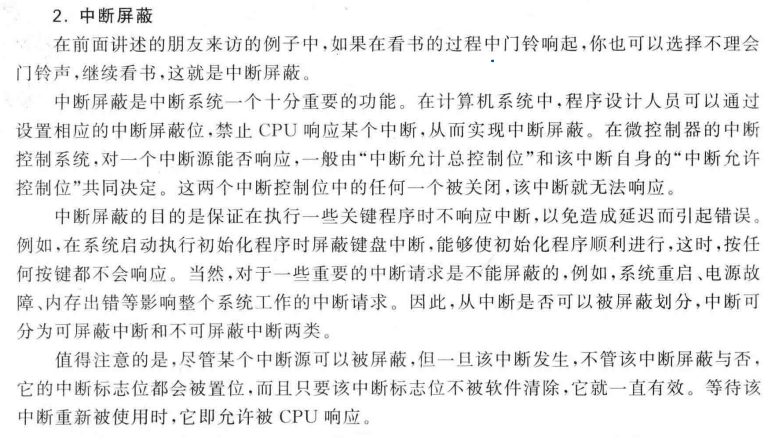 2. 中断屏蔽
在前面讲述的朋友来访的例子中,如果在看书的过程中门铃响起,你也可以选择不理会
门铃声,继续看书,这就是中断屏蔽。
中断屏蔽是中断系统一个十分重要的功能。在计算机系统中,程序设计人员可以通过
设置相应的中断屏蔽位,禁止 CPU 响应某个中断,从而实现中断屏蔽。在微控制器的中断
控制系统,对一个中断源能否响应,一般由“中断允计总控制位”和该中断自身的“中断允许
控制位”共同决定。这两个中断控制位中的任何一个被关闭,该中断就无法响应。
中断屏蔽的目的是保证在执行一些关键程序时不响应中断,以免造成延迟而引起错误。
例如,在系统启动执行初始化程序时屏蔽键盘中断,能够使初始化程序顺利进行,这时,按任
何按键都不会响应。当然,对于一些重要的中断请求是不能屏蔽的,例如,系统重启、电源故
障、内存出错等影响整个系统工作的中断请求。因此,从中断是否可以被屏蔽划分,中断可
分为可屏蔽中断和不可屏蔽中断两类。
值得注意的是,尽管某个中断源可以被屏蔽,但一旦该中断发生,不管该中断屏蔽与否,
它的中断标志位都会被置位,而且只要该中断标志位不被软件清除,它就一直有效。等待该
中断重新被使用时,它即允许被 CPU 响应。